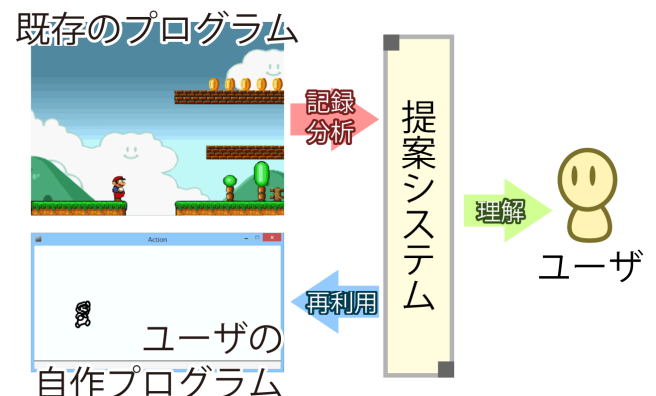 既存のプログラム
記録
分析
提案システム
理解
ユーザ
Action
再利用
ユーザの
自作プログラム